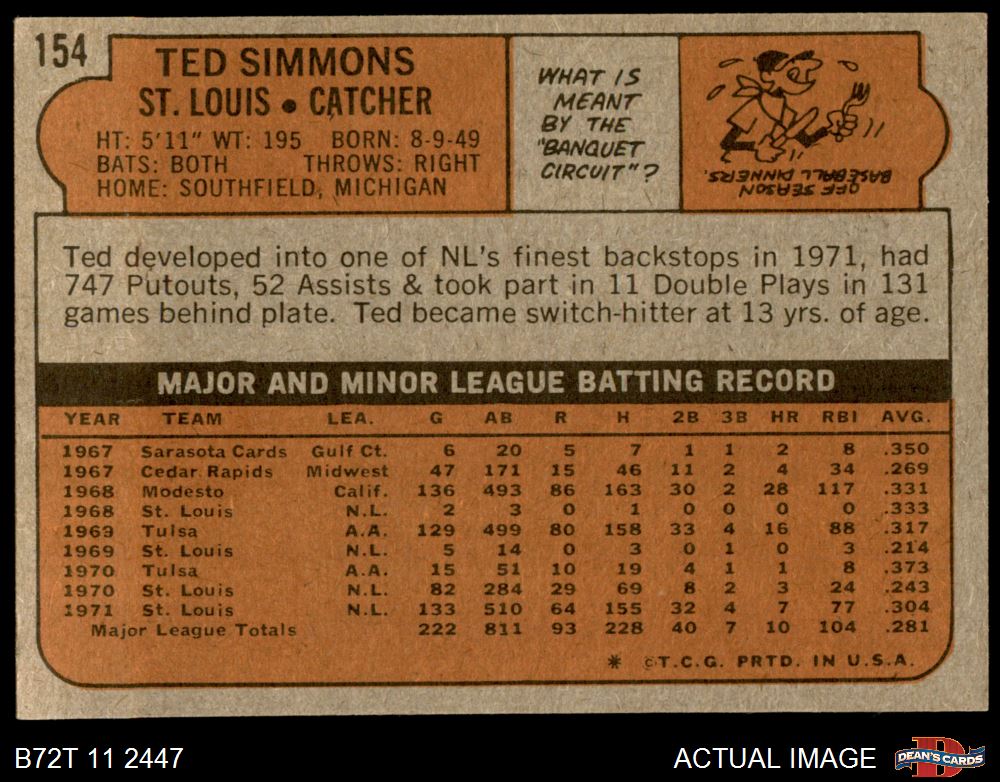 154
TED SIMMONS
ST. LOUIS • CATCHER
HT: 5'11" WT: 195 BORN: 8-9-49
BATS: BOTH THROWS: RIGHT
HOME: SOUTHFIELD, MICHIGAN
WHAT IS
MEANT
BY THE
"BANQUET
CIRCUIT"?
OFF SEASON
BASEBALL DINNERS.
Ted developed into one of NL's finest backstops in 1971, had
747 Putouts, 52 Assists & took part in 11 Double Plays in 131
games behind plate. Ted became switch-hitter at 13 yrs. of age.
MAJOR AND MINOR LEAGUE BATTING RECORD
YEAR TEAM LEA. G AB R H 2B 3B HR RBI AVG.
1967 Sarasota Cards Gulf Ct. 6 20 5 7 1 1 2 8 .350
1967 Cedar Rapids Midwest 47 171 15 46 11 2 4 34 .269
1968 Modesto Calif. 136 493 86 163 30 2 28 117 .331
1968 St. Louis N.L. 2 3 0 1 0 0 0 0 .333
1969 Tulsa A.A. 129 499 80 158 33 4 16 88 .317
1969 St. Louis N.L. 5 14 0 3 0 1 0 3 .214
1970 Tulsa A.A. 15 51 10 19 4 1 1 8 .373
1970 St. Louis N.L. 82 284 29 69 8 2 3 24 .243
1971 St. Louis N.L. 133 510 64 155 32 4 7 77 .304
Major League Totals 222 811 93 228 40 7 10 104 .281
* ©T.C.G. PRTD. IN U.S.A.
B72T 11 2447
ACTUAL IMAGE
D
DEAN'S CARDS